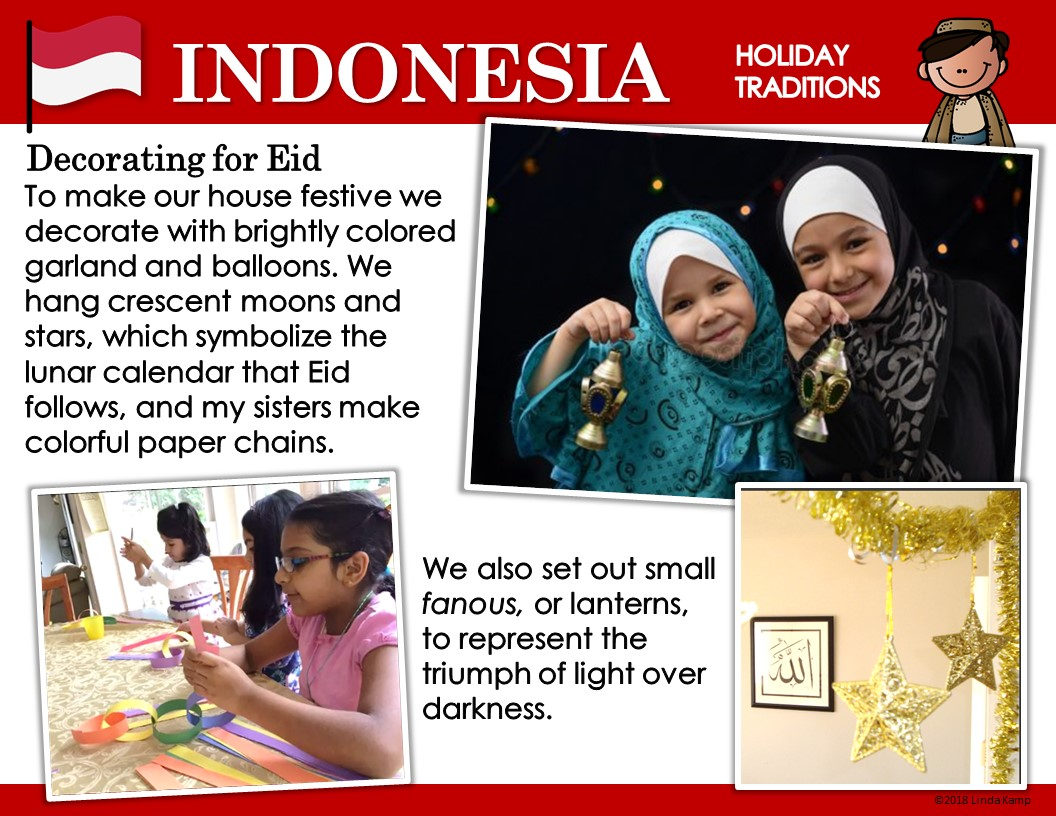 INDONESIA
HOLIDAY
TRADITIONS
Decorating for Eid
To make our house festive we
decorate with brightly colored
garland and balloons. We
hang crescent moons and
stars, which symbolize the
lunar calendar that Eid
follows, and my sisters make
colorful paper chains.
We also set out small
fanous, or lanterns,
to represent the
triumph of light over
darkness.
الله
©2018 Linda Kamp